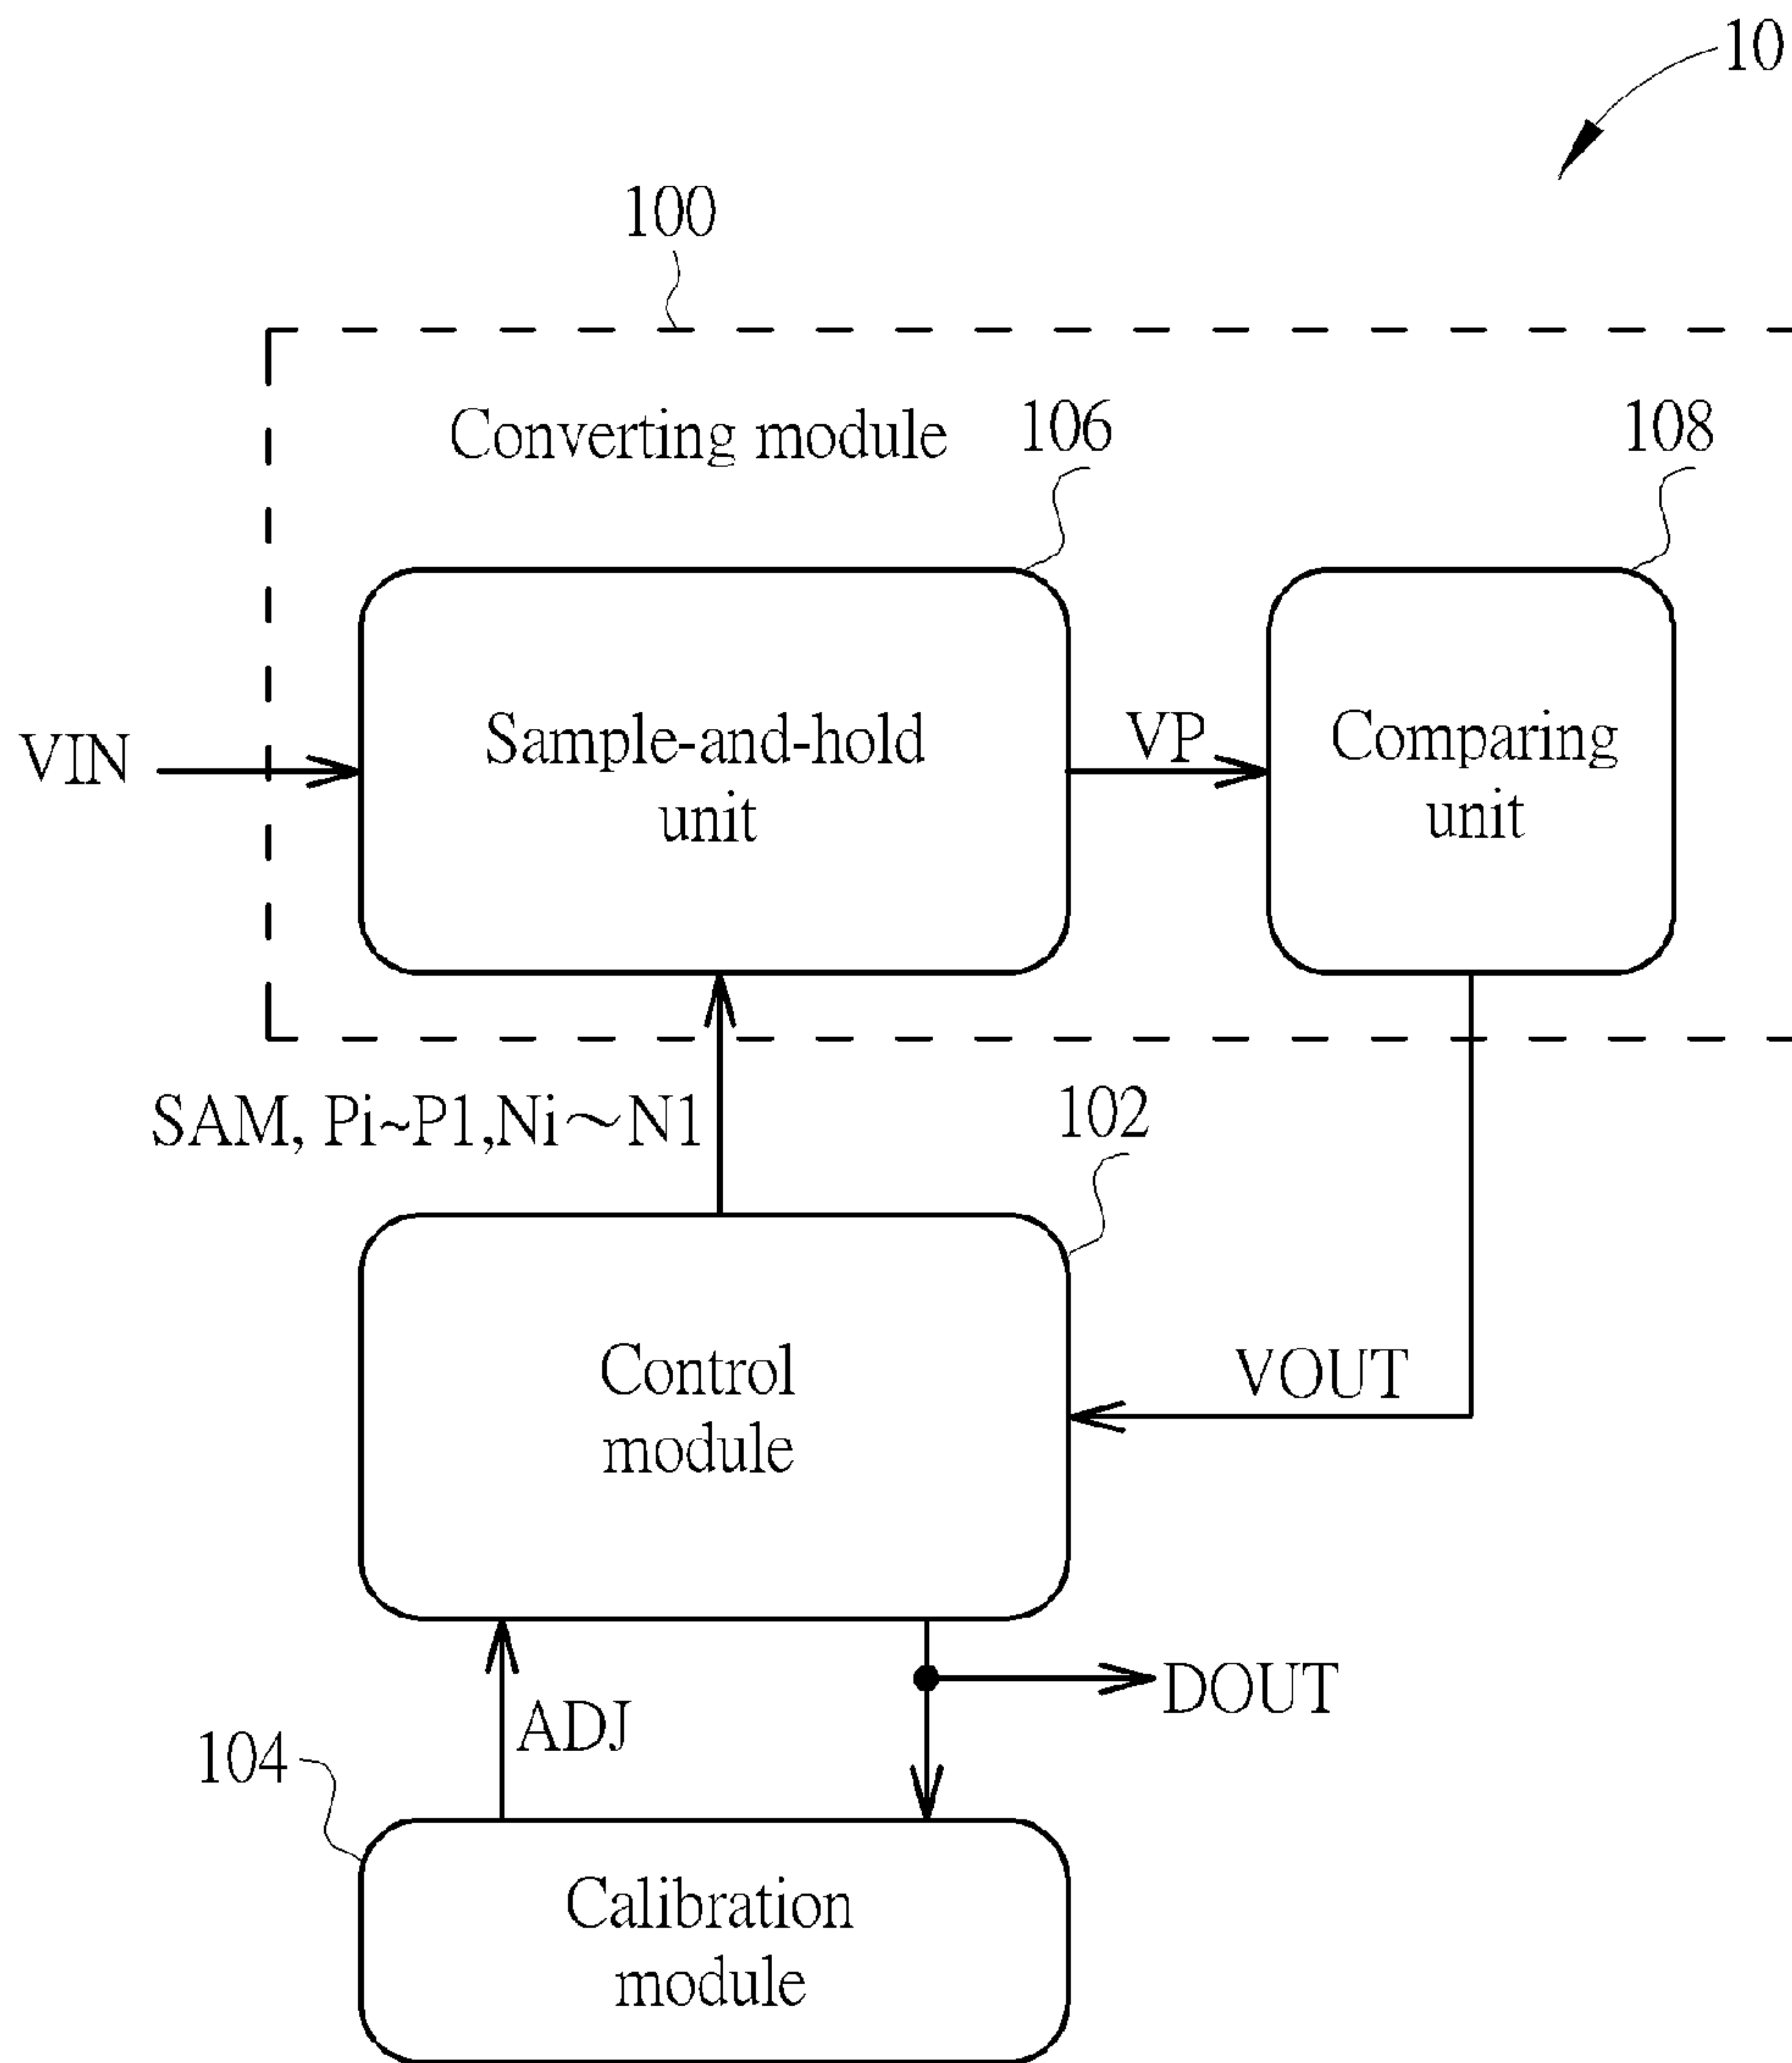 10
100
Converting module
106
108
VIN
Sample-and-hold
unit
VP
Comparing
unit
SAM, Pi~P1,Ni～N1
102
Control
module
VOUT
DOUT
ADJ
104
Calibration
module